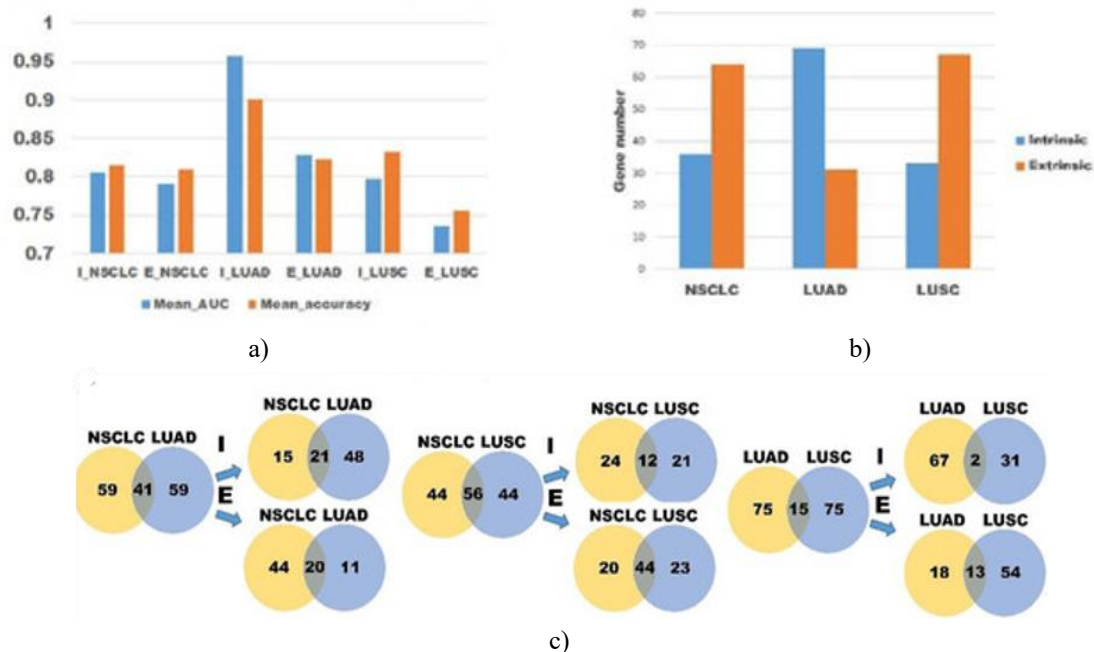 1
0.95
0.9
0.85
0.8
0.75
0.7
I_NSCLC E_NSCLC I_LUAD E_LUAD I_LUSC E_LUSC
Mean_AUC Mean_accuracy
a)
80
70
60
50
40
30
20
10
0
Gene number
NSCLC LUAD LUSC
Intrinsic
Extrinsic
b)
NSCLC LUAD
59 41 59
I
E
NSCLC LUAD
15 21 48
NSCLC LUAD
44 20 11
NSCLC LUSC
44 56 44
I
E
NSCLC LUSC
24 12 21
NSCLC LUSC
20 44 23
LUAD LUSC
75 15 75
I
E
LUAD LUSC
67 2 31
LUAD LUSC
18 13 54
c)